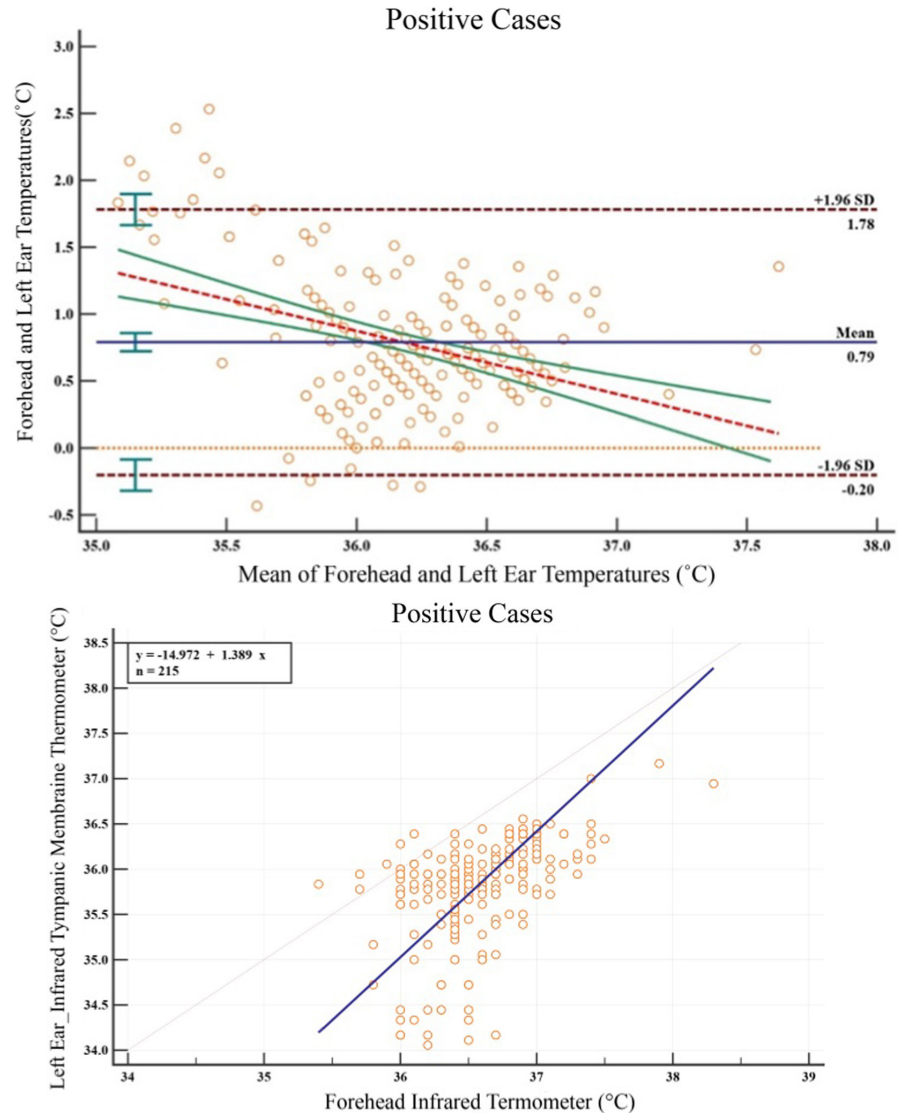 Positive Cases
Forehead and Left Ear Temperatures(˚C)
3.0
2.5
2.0
1.5
1.0
0.5
0.0
-0.5
+1.96 SD
1.78
Mean
0.79
-1.96 SD
-0.20
35.0 35.5 36.0 36.5 37.0 37.5 38.0
Mean of Forehead and Left Ear Temperatures (˚C)
Positive Cases
Left Ear_Infrared Tympanic Membraine Thermometer (°C)
y = -14.972 + 1.389 x
n = 215
38.5
38.0
37.5
37.0
36.5
36.0
35.5
35.0
34.5
34.0
34 35 36 37 38 39
Forehead Infrared Termometer (°C)